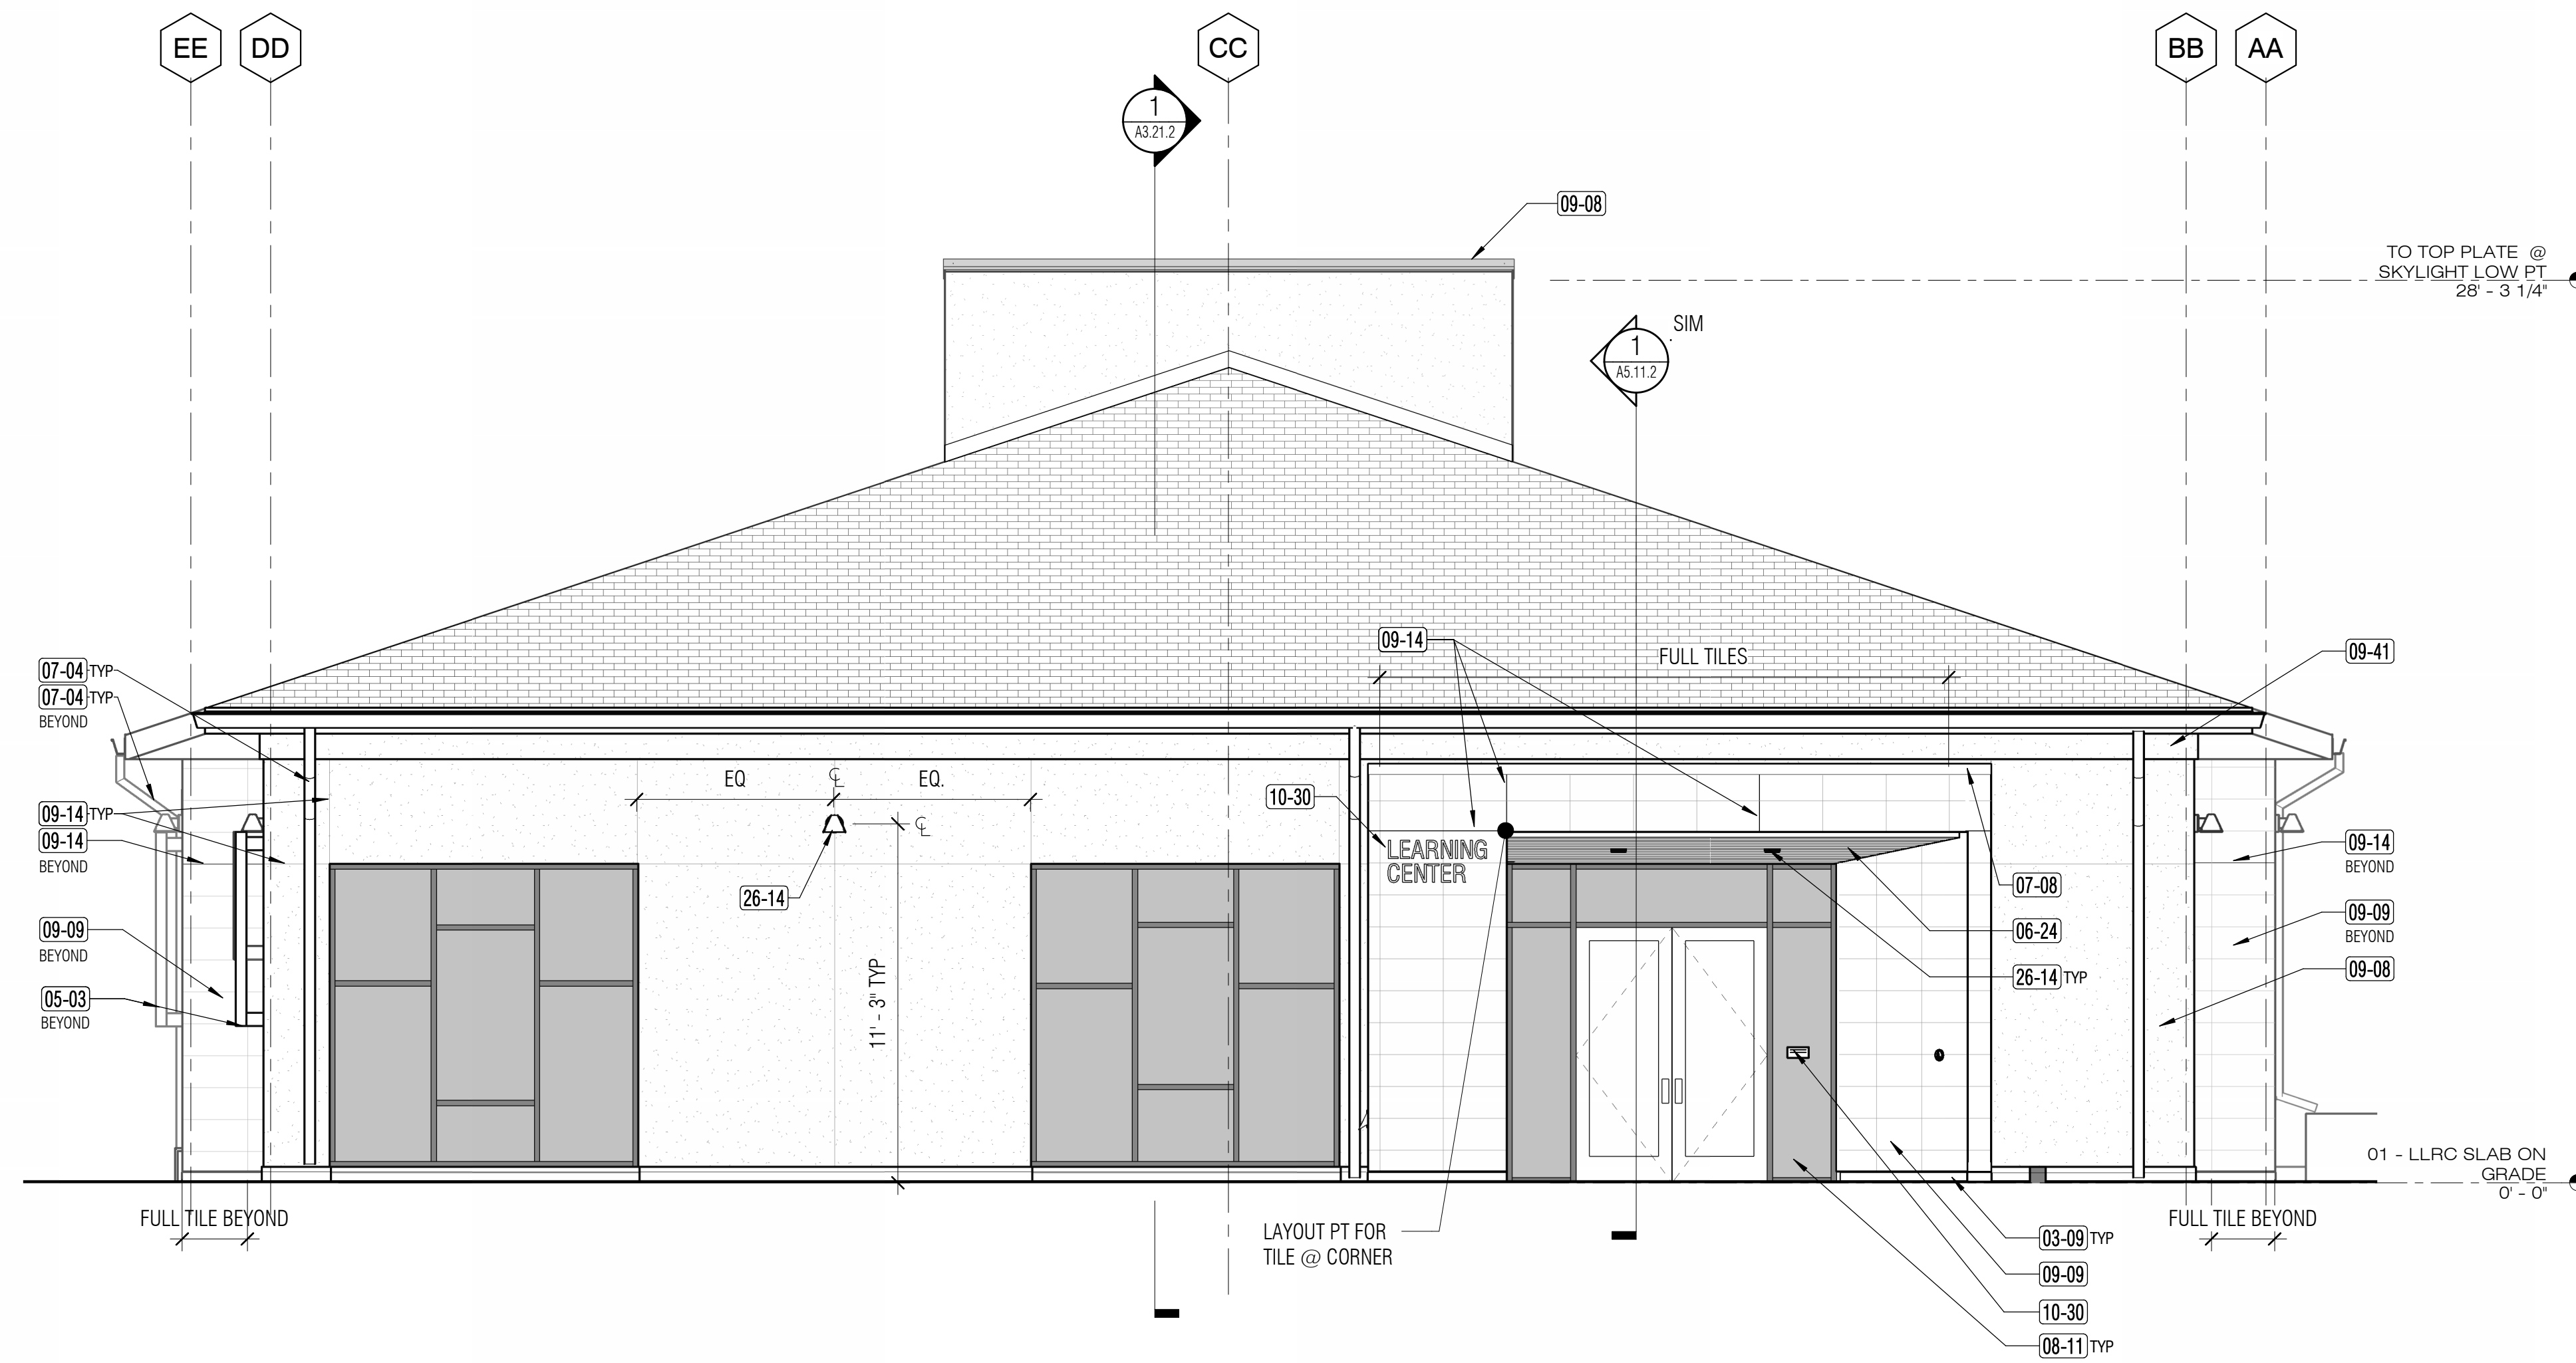 EE
DD
CC
BB
AA
1
A3.21.2
09-08
TO TOP PLATE @
SKYLIGHT LOW PT
28' - 3 1/4"
SIM
1
A5.11.2
09-14
FULL TILES
09-41
07-04 TYP
07-04 TYP
BEYOND
EQ
CL
EQ.
10-30
09-14 TYP
09-14
BEYOND
CL
LEARNING
CENTER
09-14
BEYOND
26-14
07-08
09-09
BEYOND
06-24
09-09
BEYOND
11' - 3" TYP
26-14 TYP
09-08
05-03
BEYOND
01 - LLRC SLAB ON
GRADE
0' - 0"
FULL TILE BEYOND
LAYOUT PT FOR
TILE @ CORNER
FULL TILE BEYOND
03-09 TYP
09-09
10-30
08-11 TYP